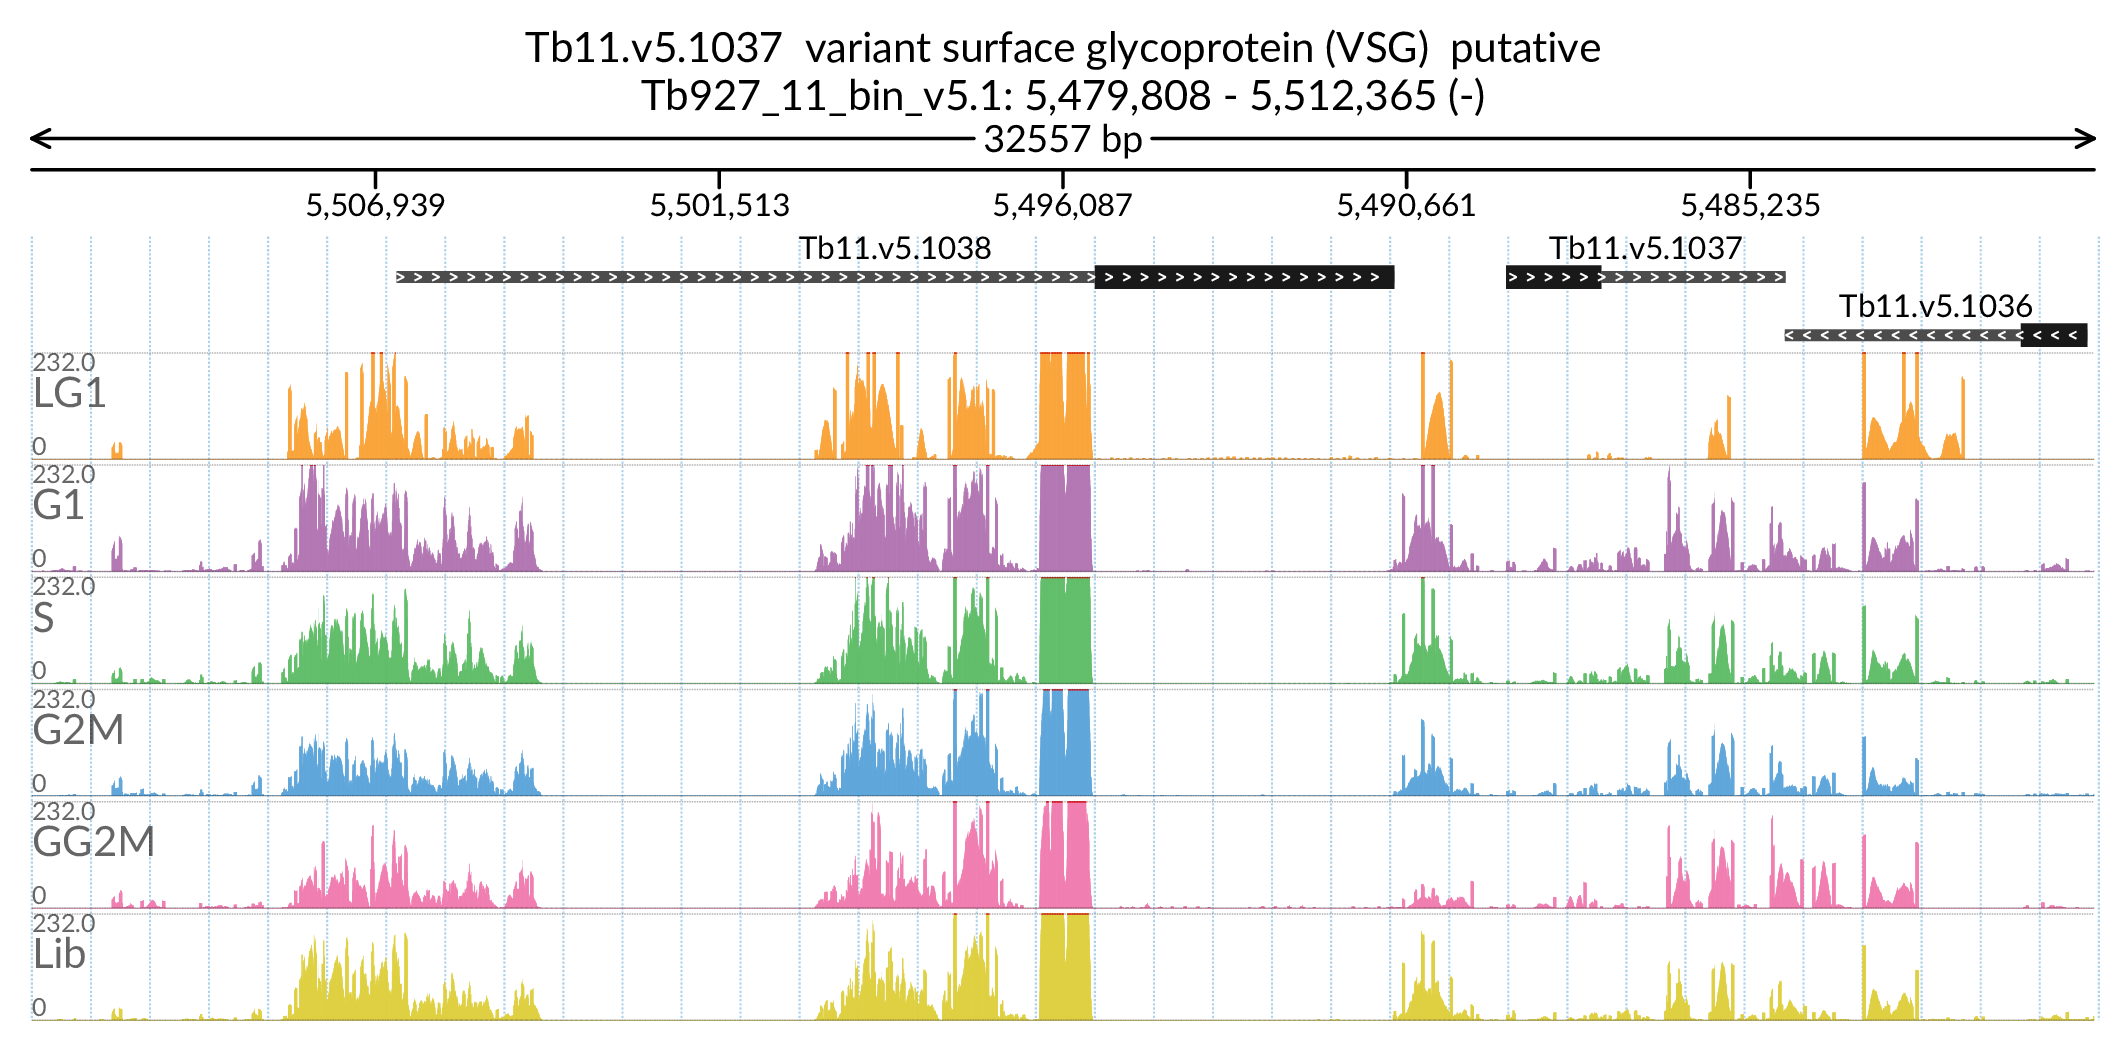 Tb11.v5.1037  variant surface glycoprotein (VSG)  putative
Tb927_11_bin_v5.1: 5,479,808 - 5,512,365 (-)
32557 bp
5,506,939 5,501,513 5,496,087 5,490,661 5,485,235
Tb11.v5.1038 Tb11.v5.1037
Tb11.v5.1036
232.0
LG1
0
232.0
G1
0
232.0
S
0
232.0
G2M
0
232.0
GG2M
0
232.0
Lib
0